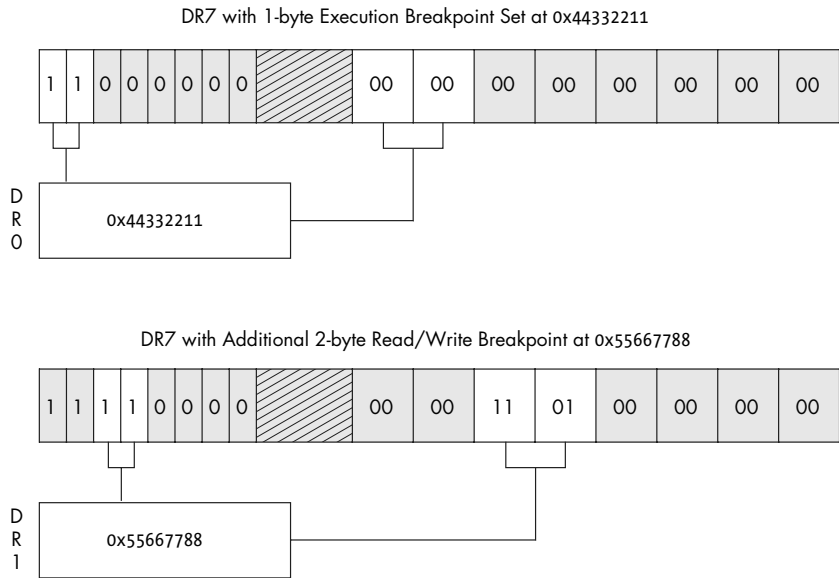 DR7 with 1-byte Execution Breakpoint Set at 0x44332211
1 1 0 0 0 0 0 0 00 00 00 00 00 00 00 00
D
R
0
0x44332211
DR7 with Additional 2-byte Read/Write Breakpoint at 0x55667788
1 1 1 1 0 0 0 0 00 00 11 01 00 00 00 00
D
R
1
0x55667788